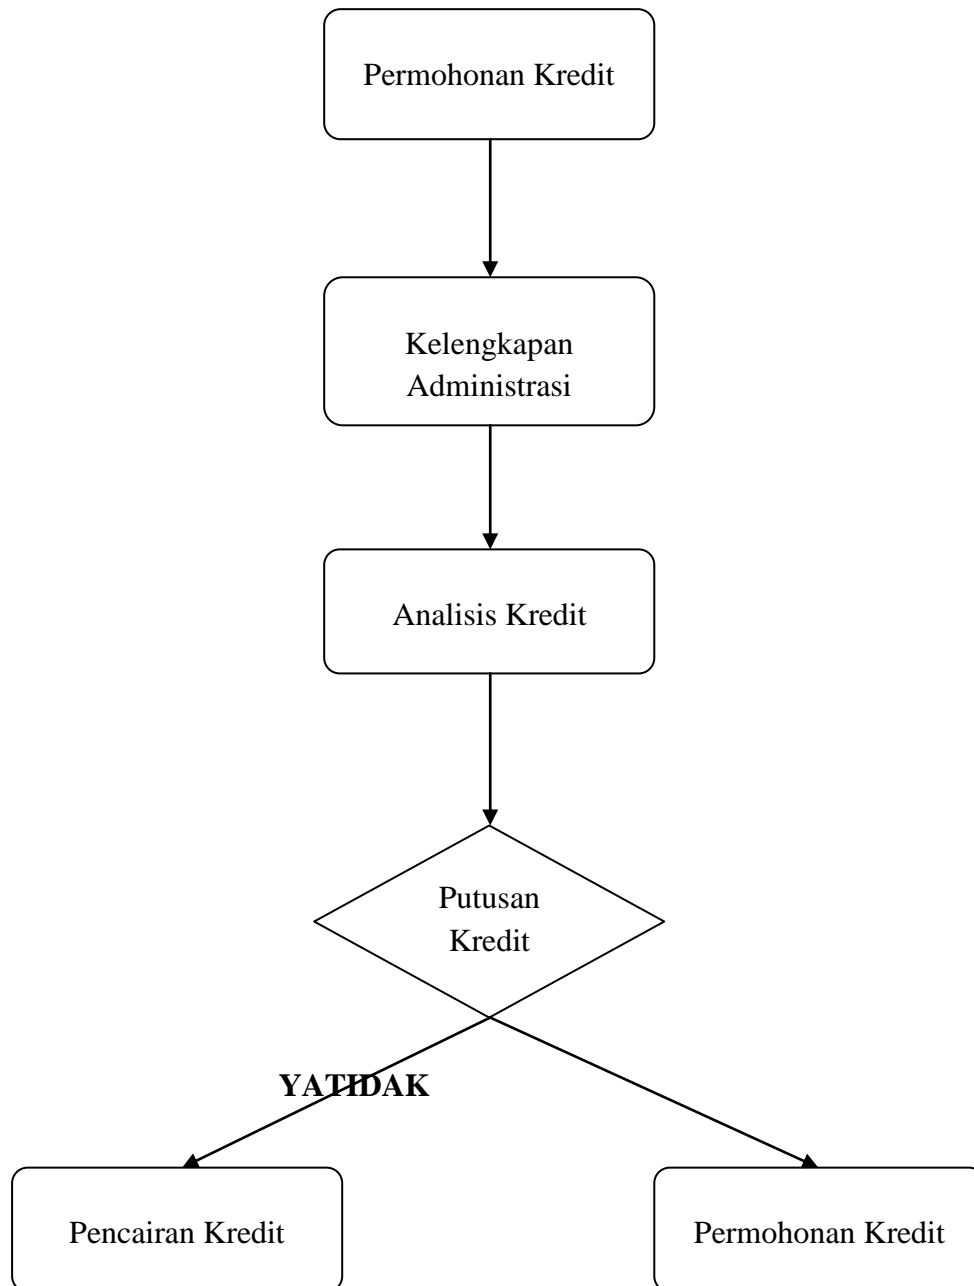 Permohonan Kredit
Kelengkapan
Administrasi
Analisis Kredit
Putusan
Kredit
YATIDAK
Pencairan Kredit
Permohonan Kredit